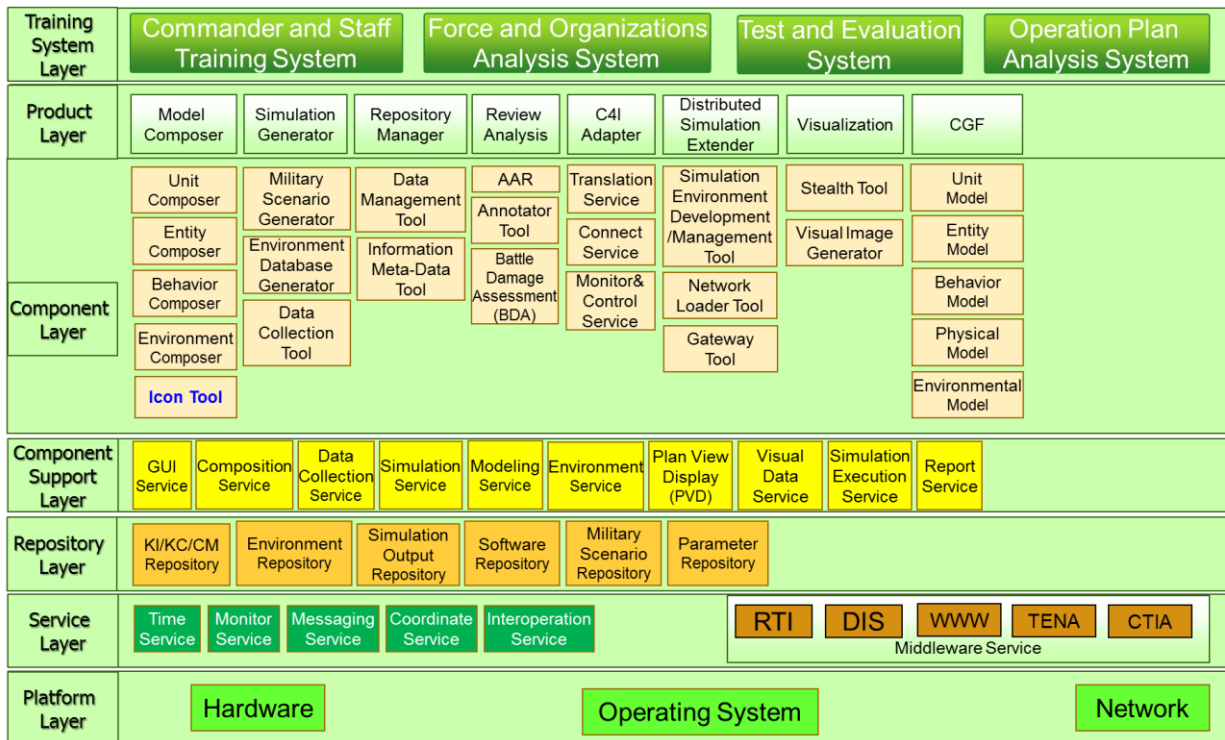 Training
System
Layer
Commander and Staff
Training System
Force and Organizations
Analysis System
Test and Evaluation
System
Operation Plan
Analysis System
Product
Layer
Model
Composer
Simulation
Generator
Repository
Manager
Review
Analysis
C4I
Adapter
Distributed
Simulation
Extender
Visualization
CGF
Component
Layer
Unit
Composer
Entity
Composer
Behavior
Composer
Environment
Composer
Icon Tool
Military
Scenario
Generator
Environment
Database
Generator
Data
Collection
Tool
Data
Management
Tool
Information
Meta-Data
Tool
AAR
Annotator
Tool
Battle
Damage
Assessment
(BDA)
Translation
Service
Connect
Service
Monitor&
Control
Service
Simulation
Environment
Development
/Management
Tool
Network
Loader Tool
Gateway
Tool
Stealth Tool
Visual Image
Generator
Unit
Model
Entity
Model
Behavior
Model
Physical
Model
Environmental
Model
Component
Support
Layer
GUI
Service
Composition
Service
Data
Collection
Service
Simulation
Service
Modeling
Service
Environment
Service
Plan View
Display
(PVD)
Visual
Data
Service
Simulation
Execution
Service
Report
Service
Repository
Layer
KI/KC/CM
Repository
Environment
Repository
Simulation
Output
Repository
Software
Repository
Military
Scenario
Repository
Parameter
Repository
Service
Layer
Time
Service
Monitor
Service
Messaging
Service
Coordinate
Service
Interoperation
Service
RTI
DIS
WWW
TENA
CTIA
Middleware Service
Platform
Layer
Hardware
Operating System
Network